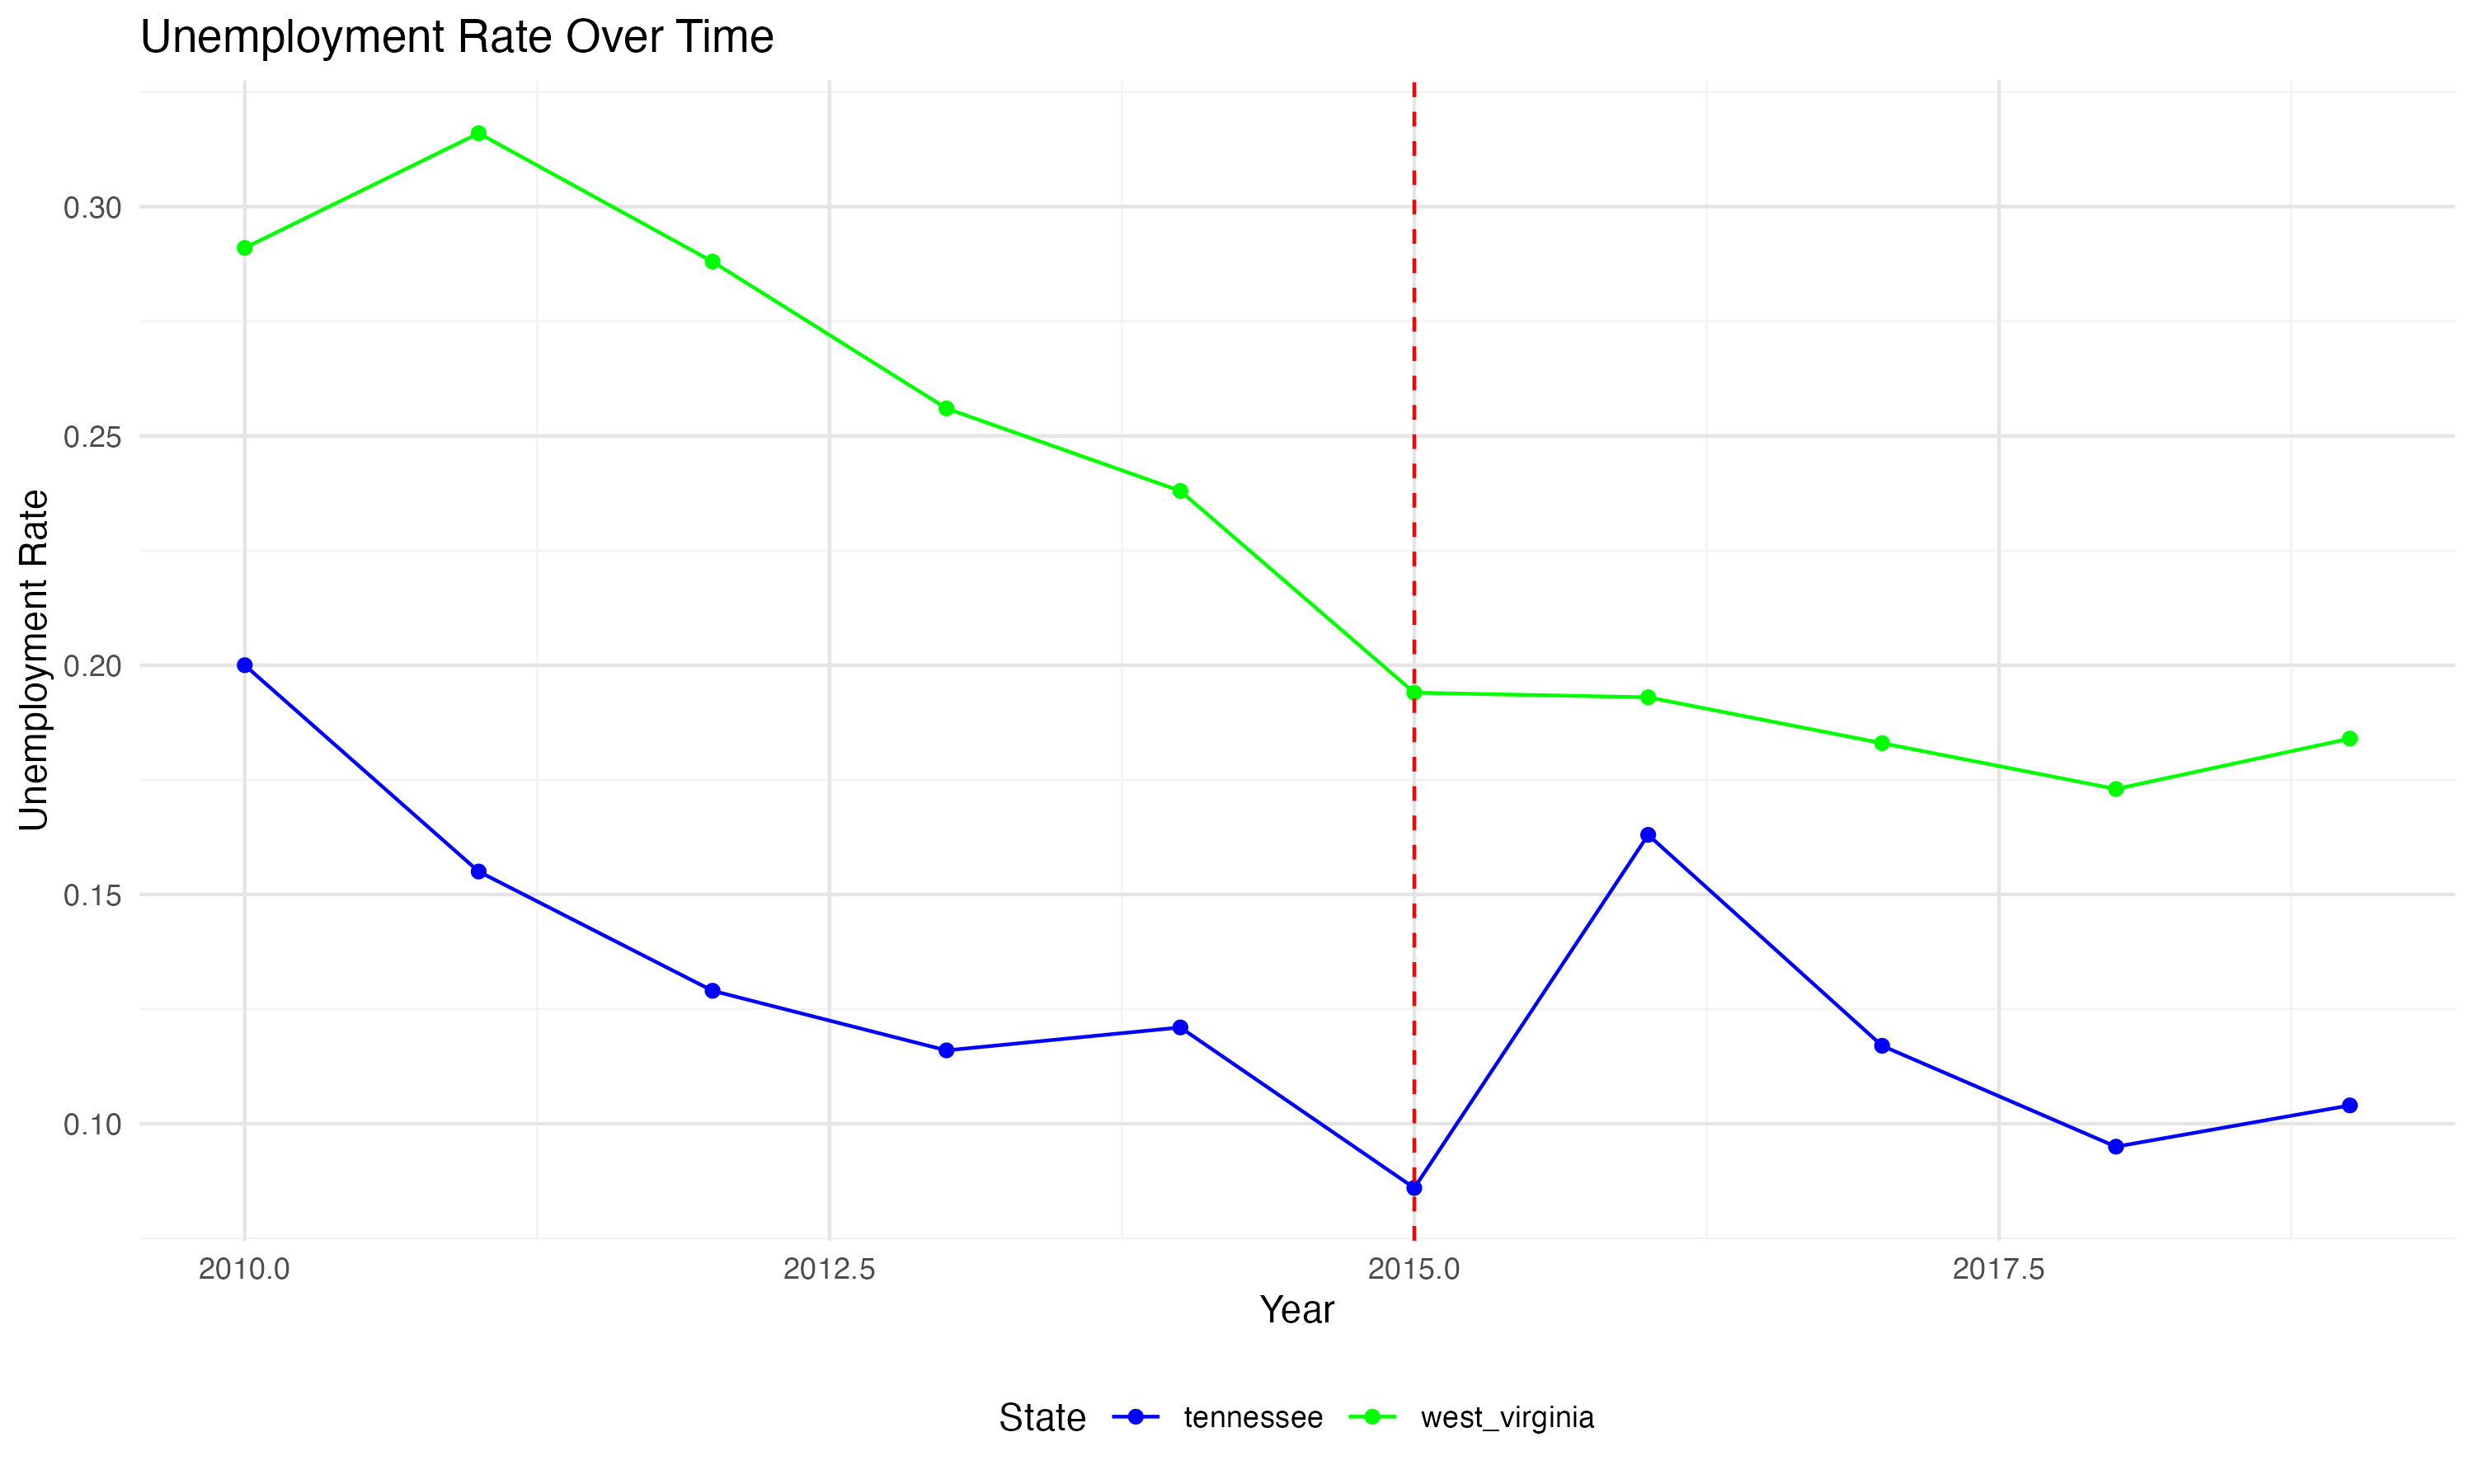 Unemployment Rate Over Time
Unemployment Rate
0.30
0.25
0.20
0.15
0.10
2010.0 2012.5 2015.0 2017.5
Year
State tennessee west_virginia